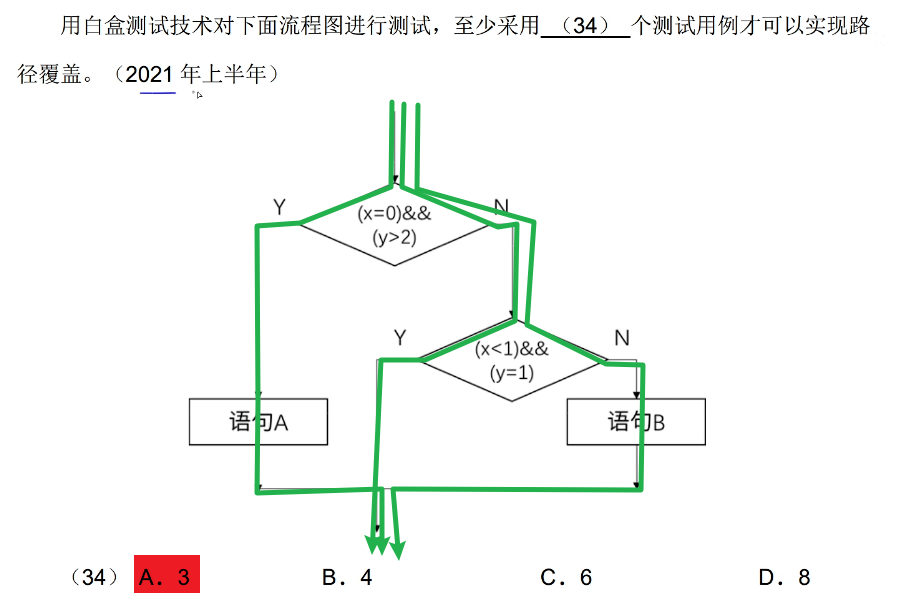 用白盒测试技术对下面流程图进行测试，至少采用（34）个测试用例才可以实现路
径覆盖。（2021 年上半年）
Y
N
(x=0)&&
(y>2)
Y
N
(x<1)&&
(y=1)
语句A
语句B
（34） A．3 B．4 C．6 D．8